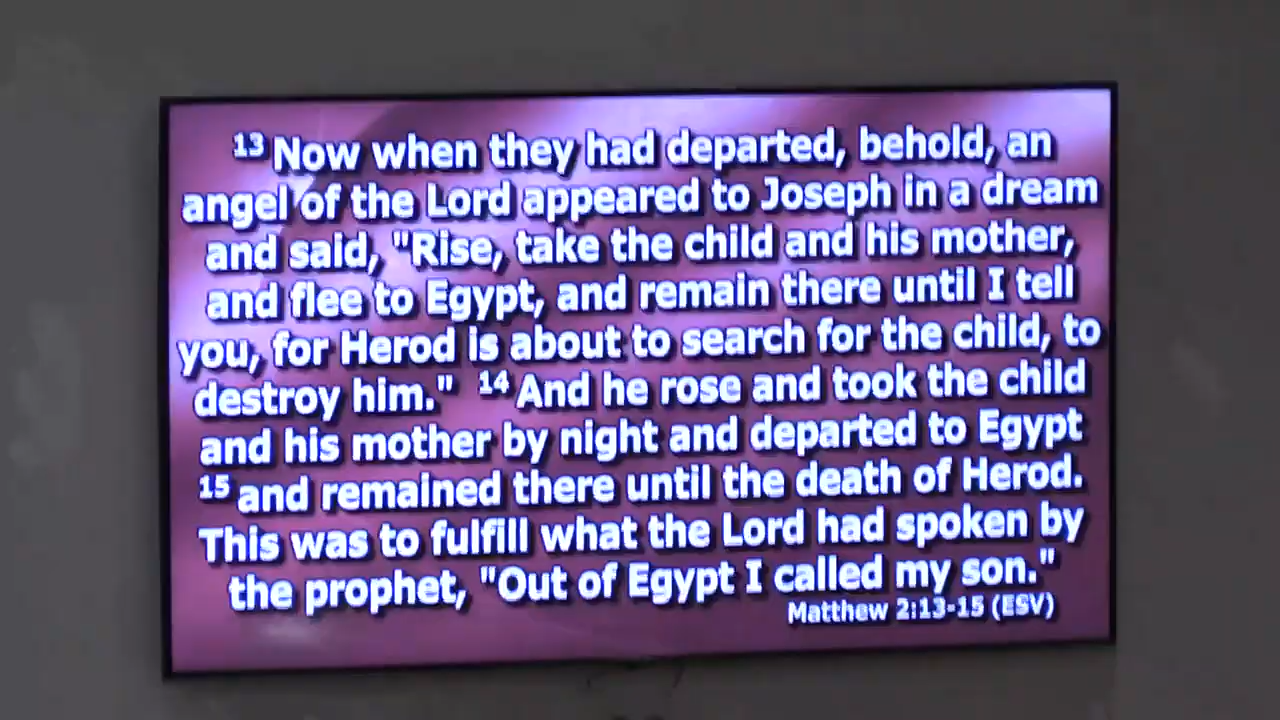 13 Now when they had departed, behold, an
angel of the Lord appeared to Joseph in a dream
and said, "Rise, take the child and his mother,
and flee to Egypt, and remain there until I tell
you, for Herod is about to search for the child, to
destroy him." 14 And he rose and took the child
and his mother by night and departed to Egypt
15 and remained there until the death of Herod.
This was to fulfill what the Lord had spoken by
the prophet, "Out of Egypt I called my son."
Matthew 2:13-15 (ESV)